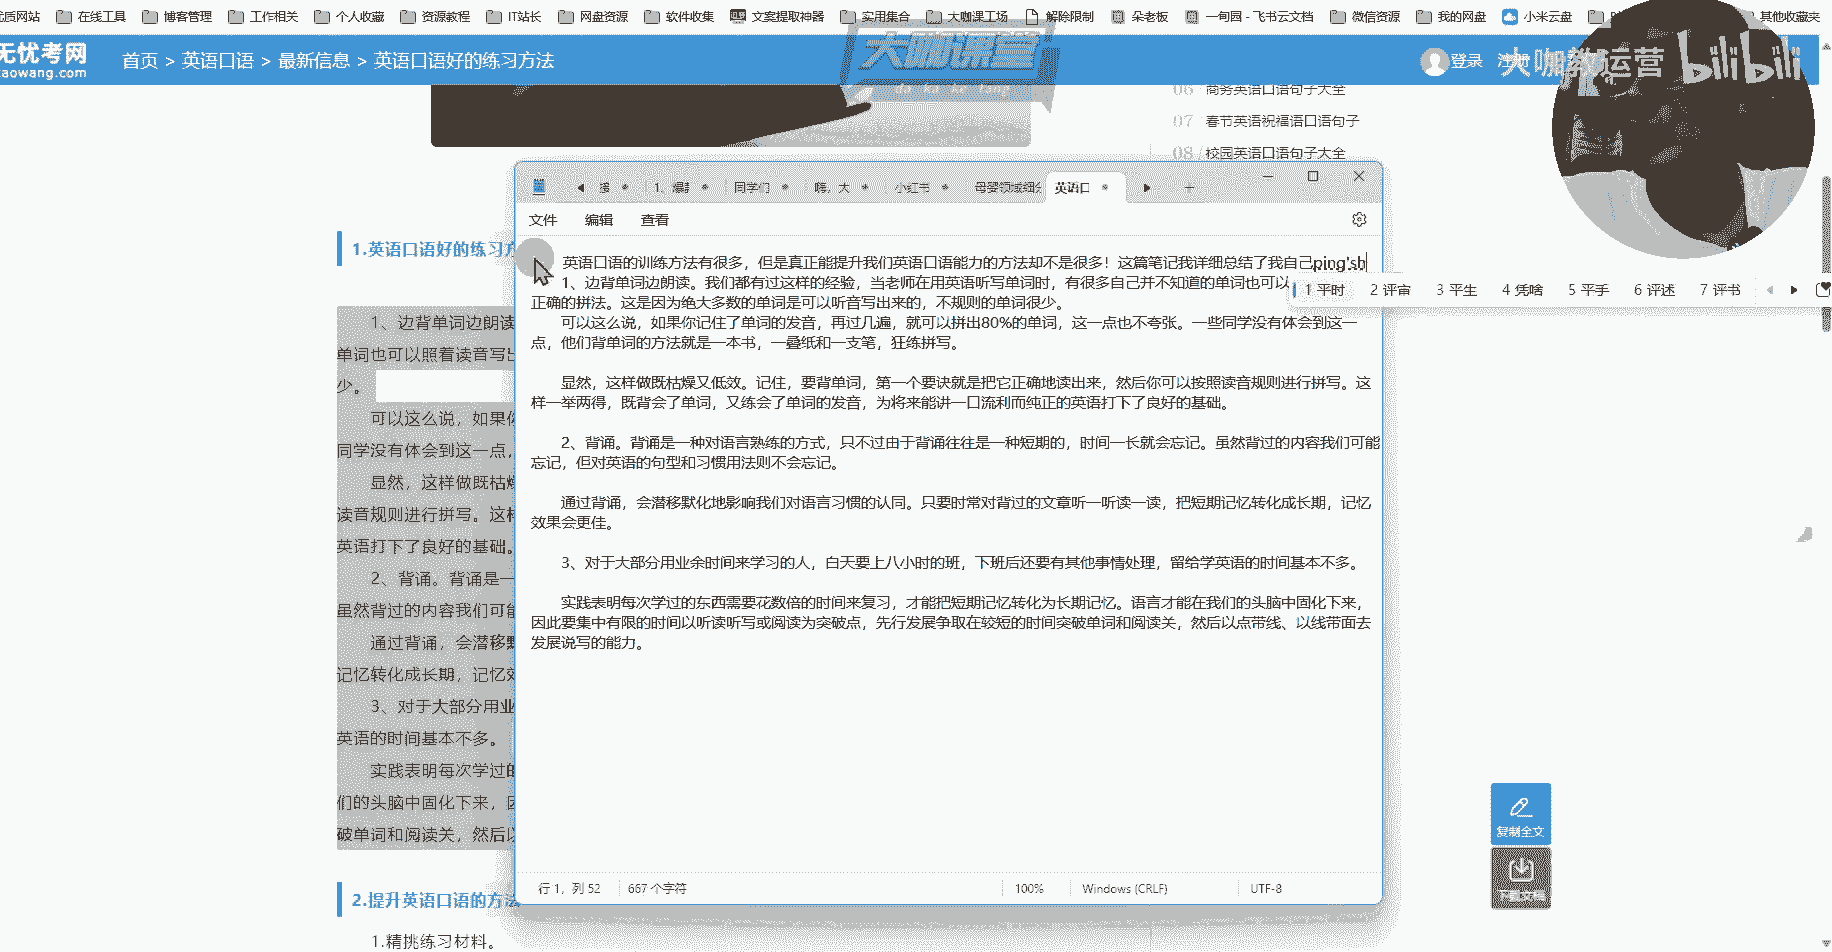 优质网站 在线工具 博客管理 工作相关 个人收藏 资源教程 IT站长 网盘资源 软件收集 文案提取神器 实用集合 大咖课工场 解除限制 朵老板 一甸园 - 飞书云文档 微信资源 我的网盘 小米云盘 其他收藏夹
无忧考网
aowang.com
首页 > 英语口语 > 最新信息 > 英语口语好的练习方法
登录
大咖教运营
bilibili
大咖课堂
da ka ke tang
06 商务英语口语句子大全
07 春节英语祝福语口语句子
08 校园英语口语句子大全
1、爆
同学们
嗨，大
小红书
母婴领域细分
英语口
文件 编辑 查看
英语口语的训练方法有很多，但是真正能提升我们英语口语能力的方法却不是很多！这篇笔记我详细总结了我自己ping'sh
1 平时 2 评审 3 平生 4 凭啥 5 平手 6 评述 7 评书
1、边背单词边朗读。我们都有过这样的经验，当老师在用英语听写单词时，有很多自己并不知道的单词也可以
正确的拼法。这是因为绝大多数的单词是可以听音写出来的，不规则的单词很少。
可以这么说，如果你记住了单词的发音，再过几遍，就可以拼出80%的单词，这一点也不夸张。一些同学没有体会到这一
点，他们背单词的方法就是一本书，一叠纸和一支笔，狂练拼写。
显然，这样做既枯燥又低效。记住，要背单词，第一个要诀就是把它正确地读出来，然后你可以按照读音规则进行拼写。这
样一举两得，既背会了单词，又练会了单词的发音，为将来能讲一口流利而纯正的英语打下了良好的基础。
2、背诵。背诵是一种对语言熟练的方式，只不过由于背诵往往是一种短期的，时间一长就会忘记。虽然背过的内容我们可能
忘记，但对英语的句型和习惯用法则不会忘记。
通过背诵，会潜移默化地影响我们对语言习惯的认同。只要时常对背过的文章听一听读一读，把短期记忆转化成长期，记忆
效果会更佳。
3、对于大部分用业余时间来学习的人，白天要上八小时的班，下班后还要有其他事情处理，留给学英语的时间基本不多。
实践表明每次学过的东西需要花数倍的时间来复习，才能把短期记忆转化为长期记忆。语言才能在我们的头脑中固化下来，
因此要集中有限的时间以听读听写或阅读为突破点，先行发展争取在较短的时间突破单词和阅读关，然后以点带线、以线带面去
发展说写的能力。
行 1，列 52 667 个字符 100% Windows (CRLF) UTF-8
1.英语口语好的练习方
1、边背单词边朗读
单词也可以照着读音写出
少。
可以这么说，如果你
同学没有体会到这一点，
显然，这样做既枯燥
读音规则进行拼写。这样
英语打下了良好的基础。
2、背诵。背诵是一
虽然背过的内容我们可能
通过背诵，会潜移默
记忆转化成长期，记忆效
3、对于大部分用业
英语的时间基本不多。
实践表明每次学过的
们的头脑中固化下来，因
破单词和阅读关，然后以
2.提升英语口语的方法
1.精挑练习材料。
复制全文
下载文档